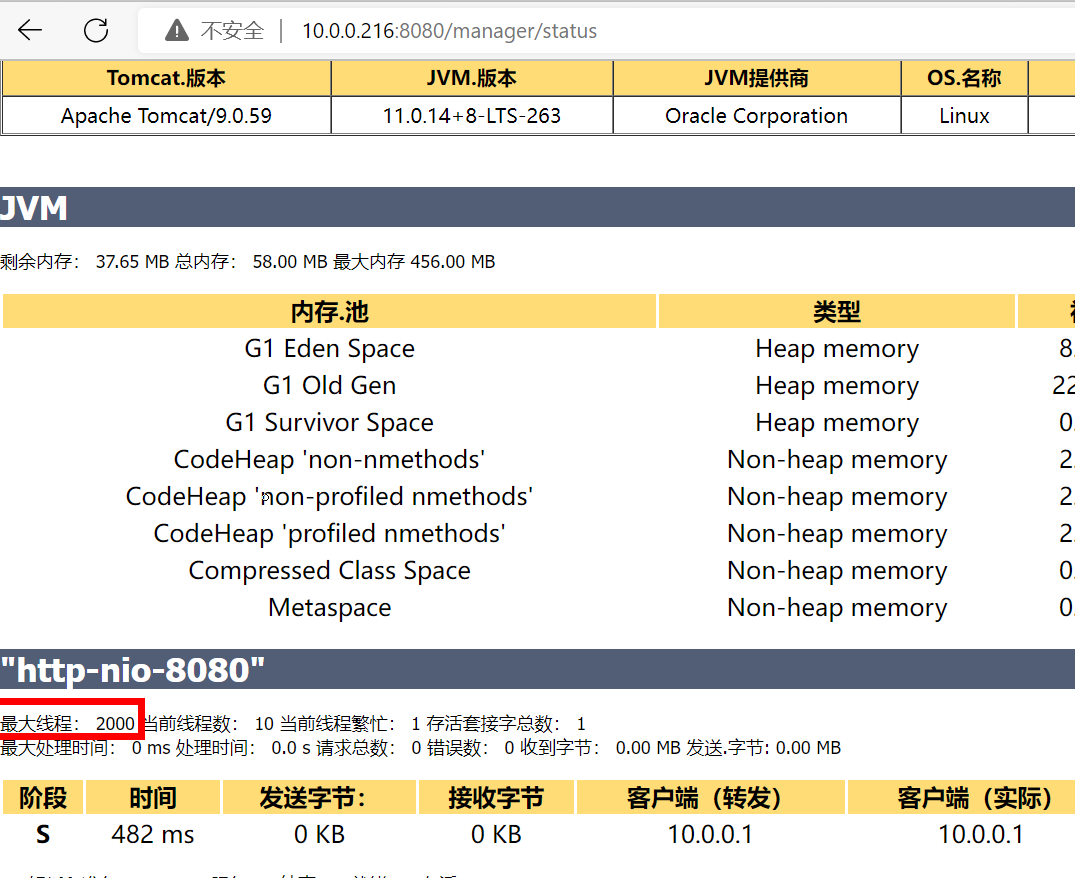 不安全 | 10.0.0.216:8080/manager/status
Tomcat.版本 JVM.版本 JVM提供商 OS.名称
Apache Tomcat/9.0.59 11.0.14+8-LTS-263 Oracle Corporation Linux
JVM
剩余内存： 37.65 MB 总内存： 58.00 MB 最大内存 456.00 MB
内存.池 类型
G1 Eden Space Heap memory 8.
G1 Old Gen Heap memory 22
G1 Survivor Space Heap memory 0.
CodeHeap 'non-nmethods' Non-heap memory 2.
CodeHeap 'non-profiled nmethods' Non-heap memory 2.
CodeHeap 'profiled nmethods' Non-heap memory 2.
Compressed Class Space Non-heap memory 0.
Metaspace Non-heap memory 0.
"http-nio-8080"
最大线程： 2000 当前线程数： 10 当前线程繁忙： 1 存活套接字总数： 1
最大处理时间： 0 ms 处理时间： 0.0 s 请求总数： 0 错误数： 0 收到字节： 0.00 MB 发送.字节: 0.00 MB
阶段 时间 发送字节： 接收字节 客户端（转发） 客户端（实际）
S 482 ms 0 KB 0 KB 10.0.0.1 10.0.0.1